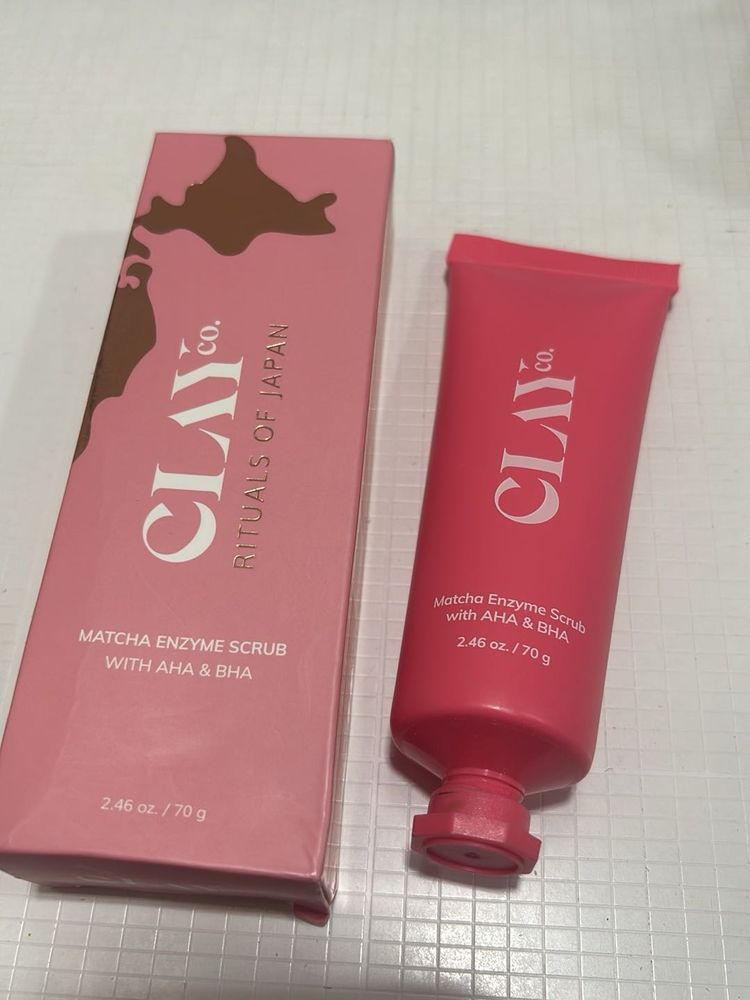 CLAY co.
RITUALS OF JAPAN
MATCHA ENZYME SCRUB
WITH AHA & BHA
2.46 oz. / 70 g
CLAY co.
Matcha Enzyme Scrub
with AHA & BHA
2.46 oz. / 70 g